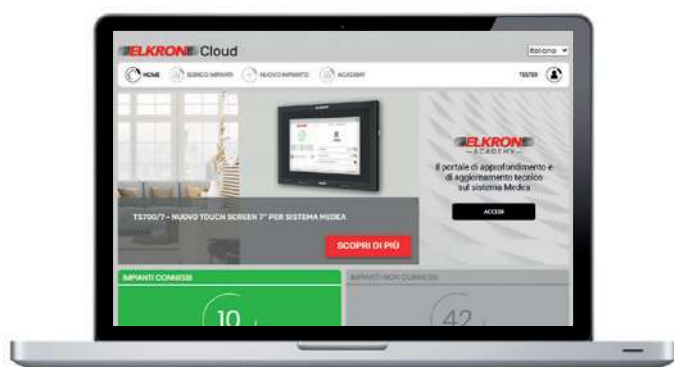 ELKRON Cloud
Italiano
HOME
ELENCO IMPIANTI
NUOVO IMPIANTO
ACADEMY
TESTER
ELKRON
ACADEMY
Il portale di approfondimento e
di aggiornamento tecnico
sul sistema Medea
ACCEDI
TS700/7 – NUOVO TOUCH SCREEN 7" PER SISTEMA MEDEA
SCOPRI DI PIÙ
IMPIANTI CONNESSI
IMPIANTI NON CONNESSI
10
42